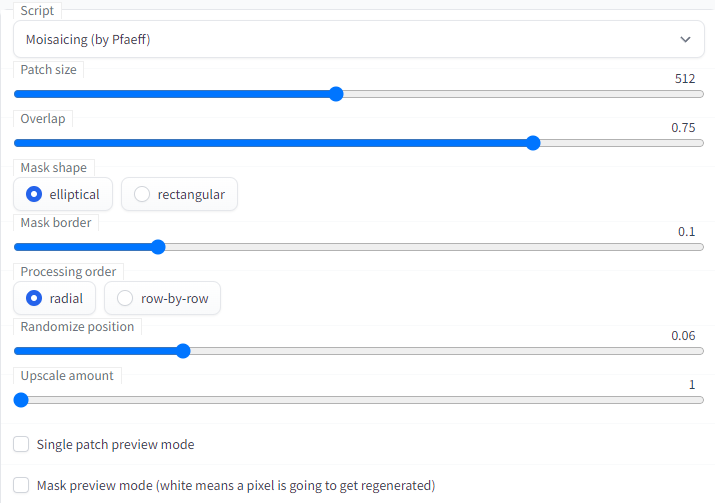 Script
Moisaicing (by Pfaeff)
Patch size
512
Overlap
0.75
Mask shape
elliptical rectangular
Mask border
0.1
Processing order
radial row-by-row
Randomize position
0.06
Upscale amount
1
Single patch preview mode
Mask preview mode (white means a pixel is going to get regenerated)